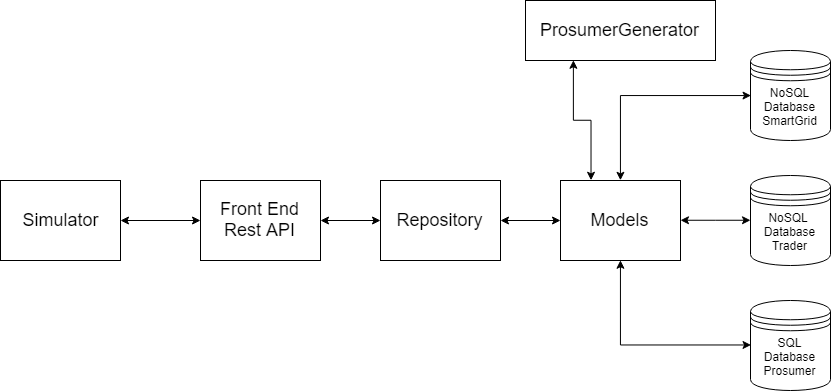 ProsumerGenerator
NoSQL
Database
SmartGrid
Simulator
Front End
Rest API
Repository
Models
NoSQL
Database
Trader
SQL
Database
Prosumer